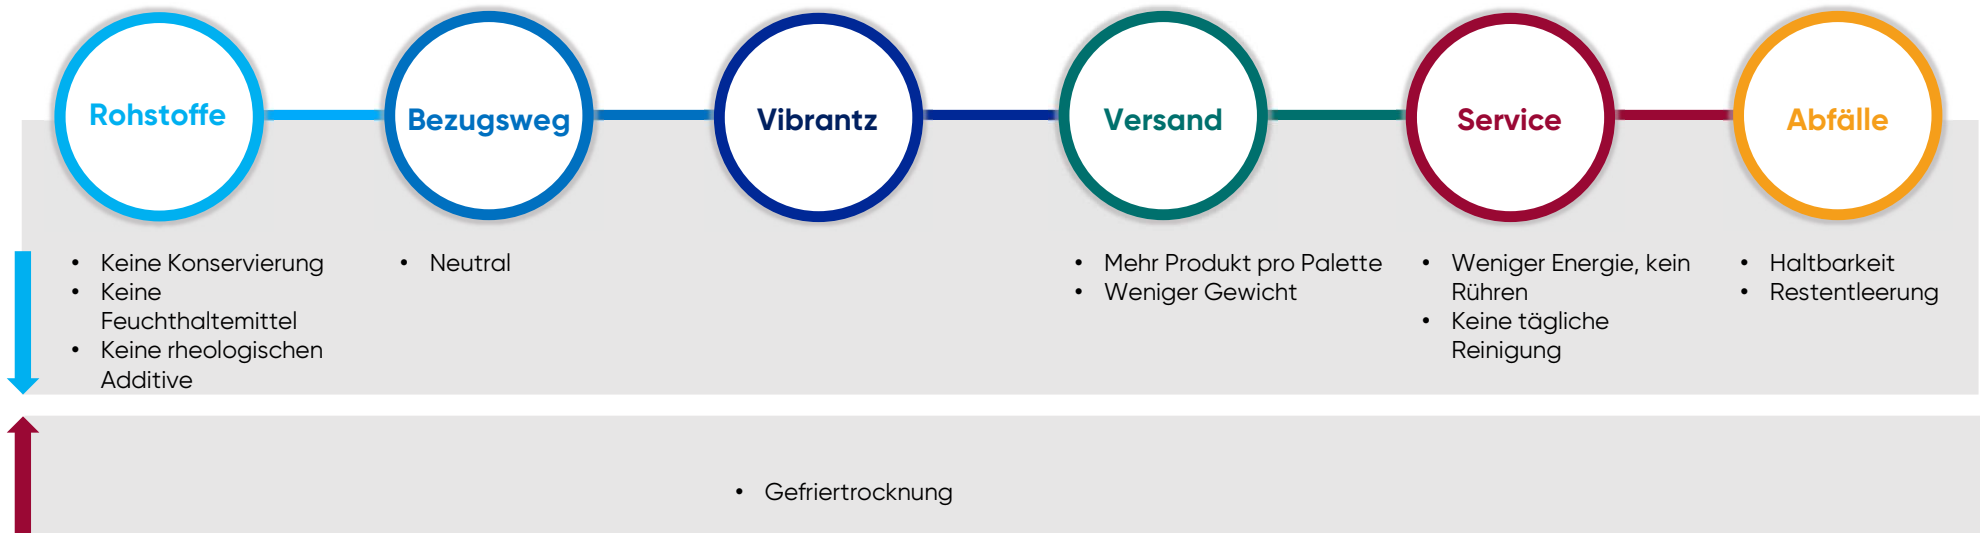 Rohstoffe
Bezugsweg
Vibrantz
Versand
Service
Abfälle
• Keine Konservierung
• Keine
Feuchthaltemittel
• Keine rheologischen
Additive
• Neutral
• Mehr Produkt pro Palette
• Weniger Gewicht
• Weniger Energie, kein
Rühren
• Keine tägliche
Reinigung
• Haltbarkeit
• Restentleerung
• Gefriertrocknung